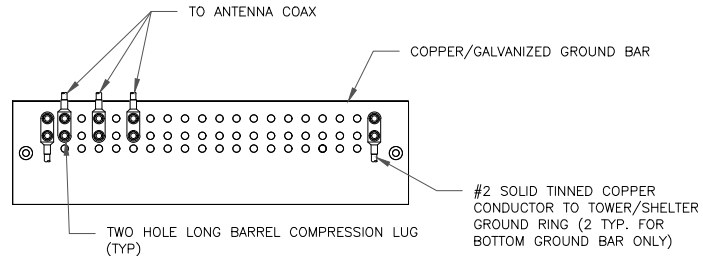 TO ANTENNA COAX
COPPER/GALVANIZED GROUND BAR
#2 SOLID TINNED COPPER
CONDUCTOR TO TOWER/SHELTER
GROUND RING (2 TYP. FOR
BOTTOM GROUND BAR ONLY)
TWO HOLE LONG BARREL COMPRESSION LUG
(TYP)